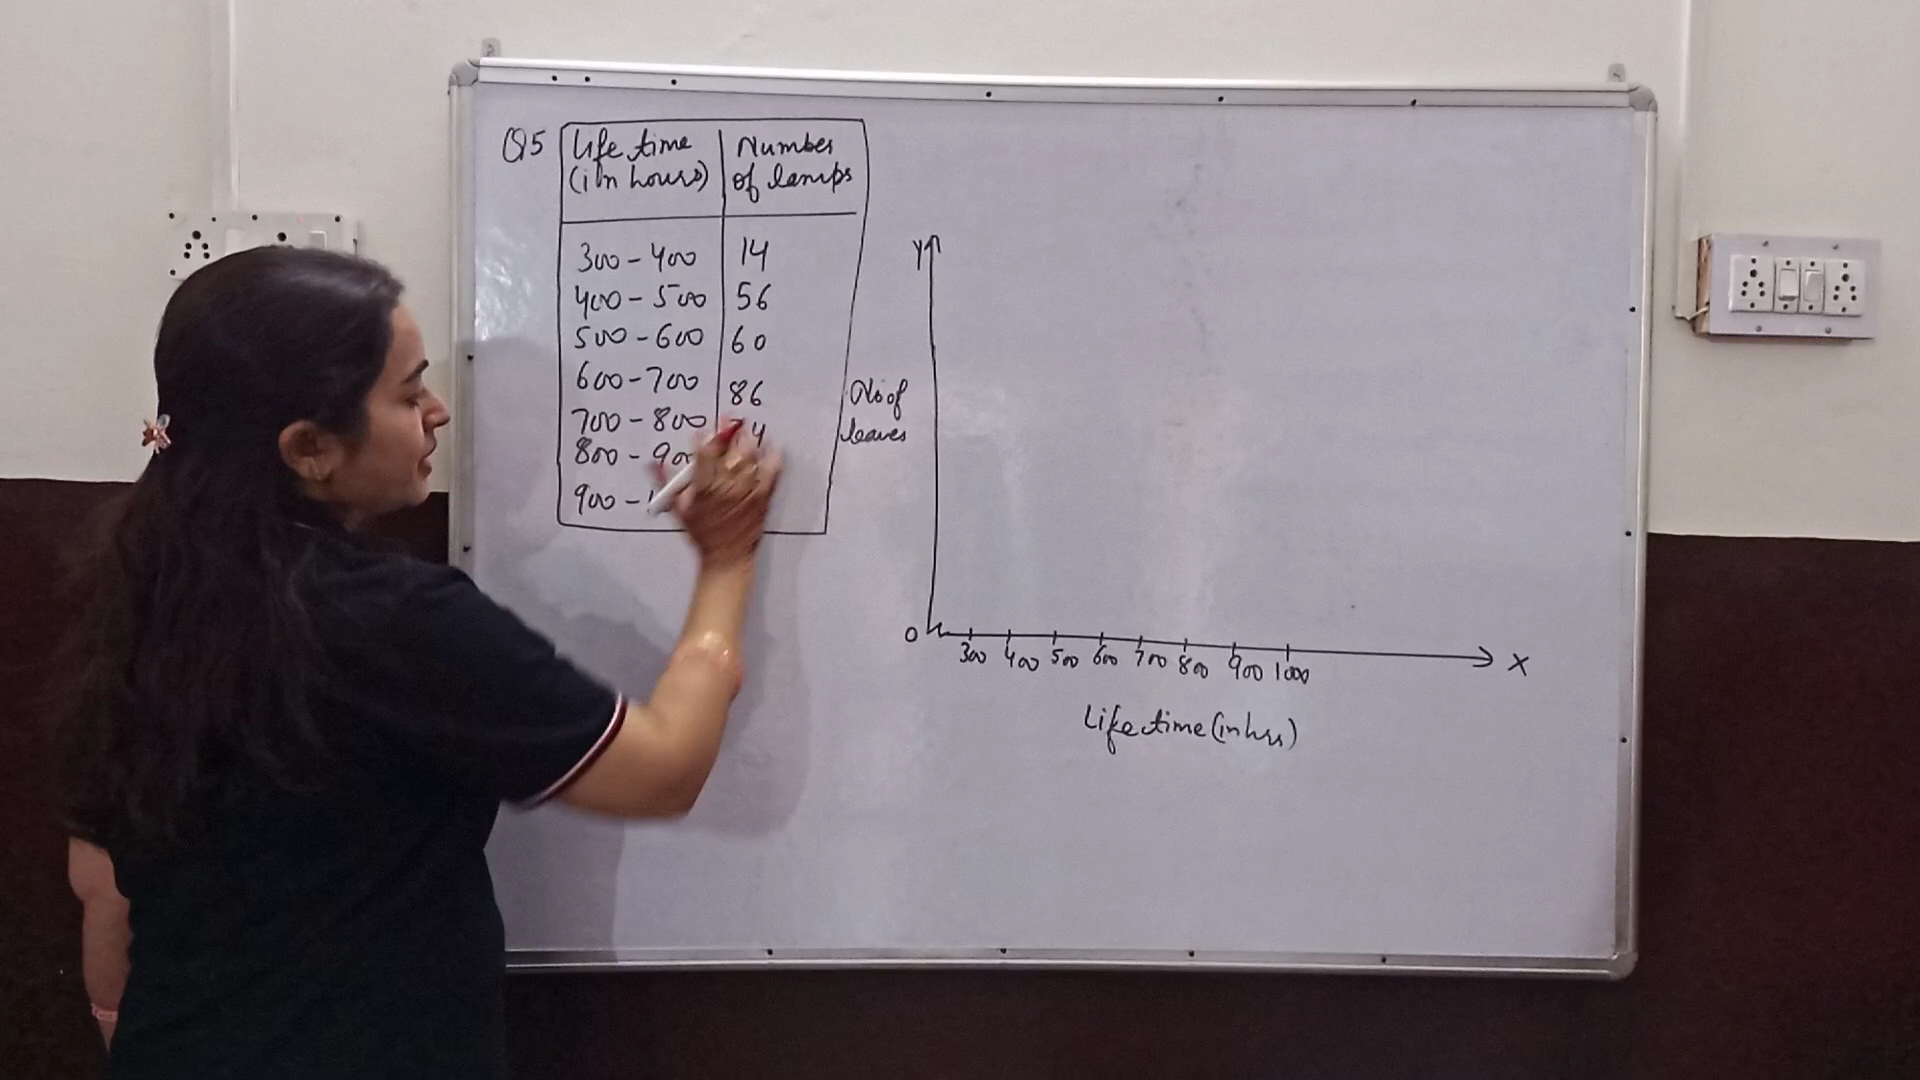 Q5
Life time
(in hours)
Number
of lamps
300 - 400 14
400 - 500 56
500 - 600 60
600 - 700 86
700 - 800
800 -
900 -
Y
No of
leaves
O
300 400 500 600 700 800 900 1000
X
Life time (in hrs)